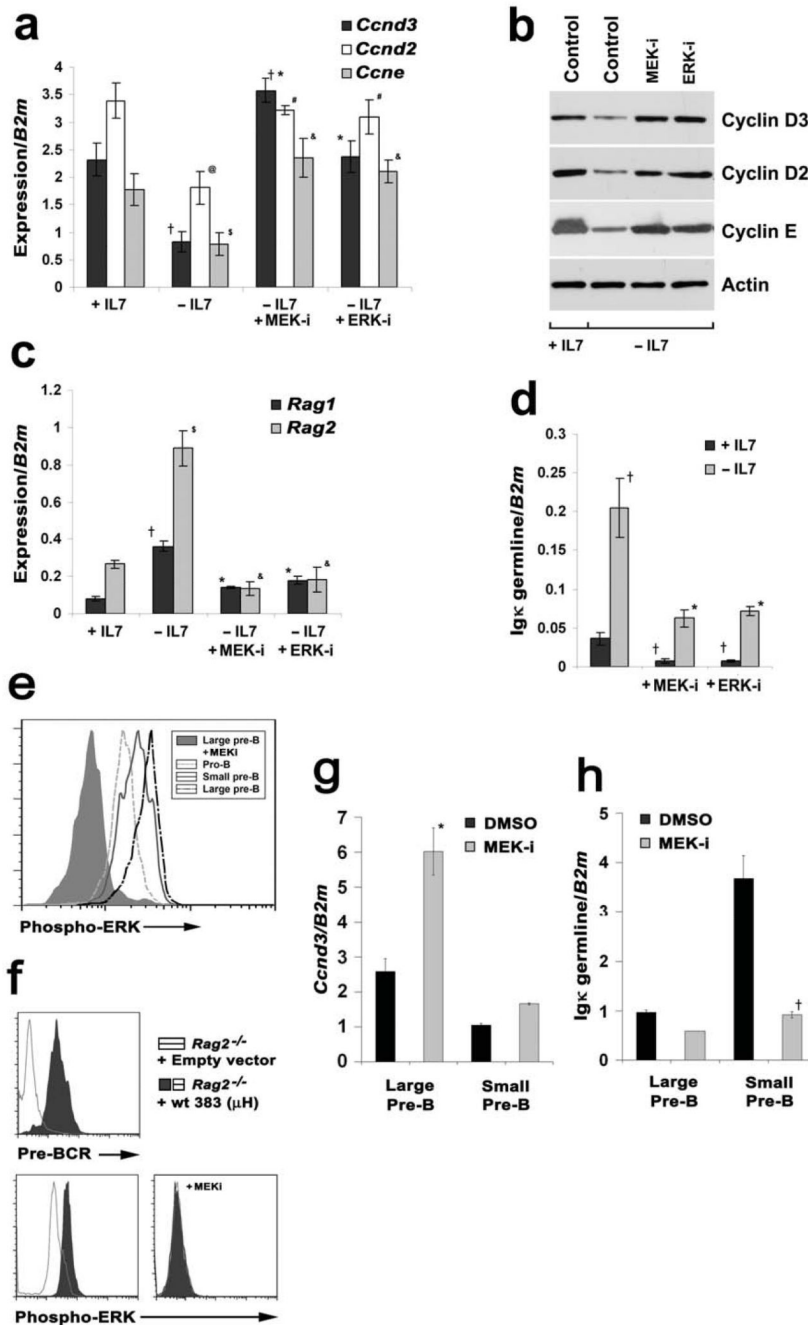 a
Ccnd3
Ccnd2
Ccne
Expression/B2m
4
3.5
3
2.5
2
1.5
1
0.5
0
†
@
$
† *
#
&
*
#
&
+ IL7
– IL7
– IL7 +MEK-i
– IL7 +ERK-i
b
Control
Control
MEK-i
ERK-i
Cyclin D3
Cyclin D2
Cyclin E
Actin
+ IL7
– IL7
c
Rag1
Rag2
Expression/B2m
1.2
1
0.8
0.6
0.4
0.2
0
†
$
*
&
*
&
+ IL7
– IL7
– IL7 +MEK-i
– IL7 +ERK-i
d
+ IL7
– IL7
Igκ germline/B2m
0.3
0.25
0.2
0.15
0.1
0.05
0
†
†
*
†
*
+MEK-i
+ERK-i
e
Large pre-B
+MEKi
Pro-B
Small pre-B
Large pre-B
Phospho-ERK
f
Rag2-/-
+ Empty vector
Rag2-/-
+ wt 383 (μH)
Pre-BCR
+MEKi
Phospho-ERK
g
DMSO
MEK-i
Ccnd3/B2m
7
6
5
4
3
2
1
0
*
Large Pre-B
Small Pre-B
h
DMSO
MEK-i
Igκ germline/B2m
5
4
3
2
1
0
†
Large Pre-B
Small Pre-B